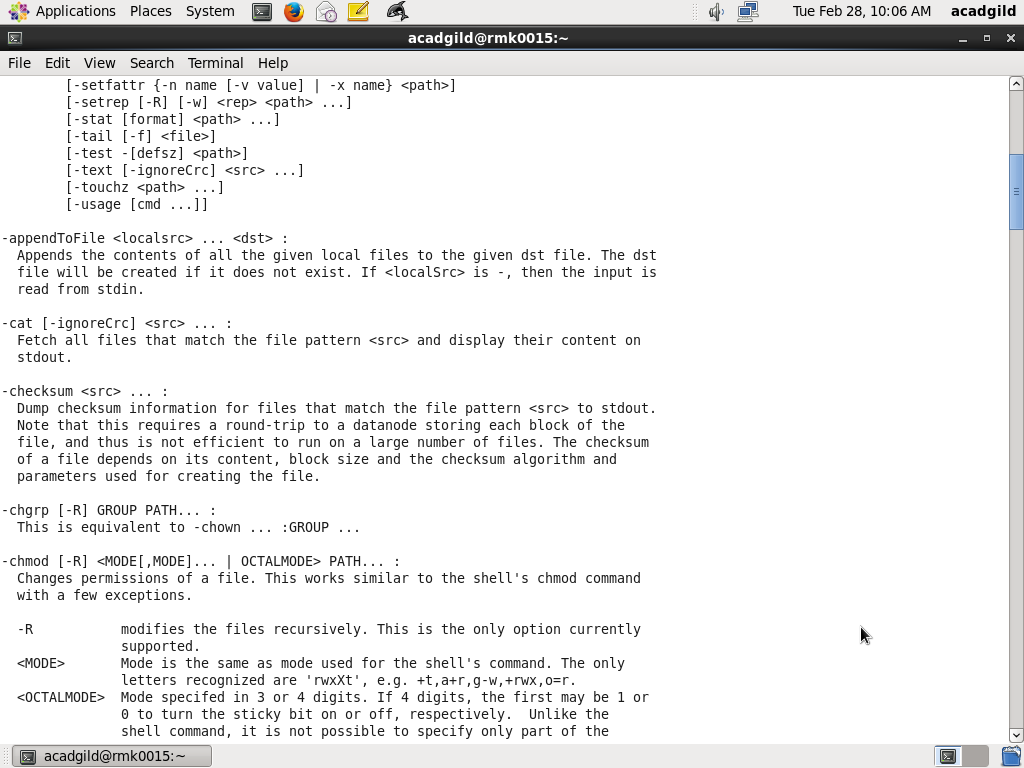 Applications Places System Tue Feb 28, 10:06 AM acadgild
acadgild@rmk0015:~
File Edit View Search Terminal Help
        [-setfattr {-n name [-v value] | -x name} <path>]
        [-setrep [-R] [-w] <rep> <path> ...]
        [-stat [format] <path> ...]
        [-tail [-f] <file>]
        [-test -[defsz] <path>]
        [-text [-ignoreCrc] <src> ...]
        [-touchz <path> ...]
        [-usage [cmd ...]]

-appendToFile <localsrc> ... <dst> :
  Appends the contents of all the given local files to the given dst file. The dst
  file will be created if it does not exist. If <localSrc> is -, then the input is
  read from stdin.

-cat [-ignoreCrc] <src> ... :
  Fetch all files that match the file pattern <src> and display their content on
  stdout.

-checksum <src> ... :
  Dump checksum information for files that match the file pattern <src> to stdout.
  Note that this requires a round-trip to a datanode storing each block of the
  file, and thus is not efficient to run on a large number of files. The checksum
  of a file depends on its content, block size and the checksum algorithm and
  parameters used for creating the file.

-chgrp [-R] GROUP PATH... :
  This is equivalent to -chown ... :GROUP ...

-chmod [-R] <MODE[,MODE]... | OCTALMODE> PATH... :
  Changes permissions of a file. This works similar to the shell's chmod command
  with a few exceptions.

  -R           modifies the files recursively. This is the only option currently
               supported.
  <MODE>       Mode is the same as mode used for the shell's command. The only
               letters recognized are 'rwxXt', e.g. +t,a+r,g-w,+rwx,o=r.
  <OCTALMODE>  Mode specifed in 3 or 4 digits. If 4 digits, the first may be 1 or
               0 to turn the sticky bit on or off, respectively.  Unlike the
               shell command, it is not possible to specify only part of the
acadgild@rmk0015:~